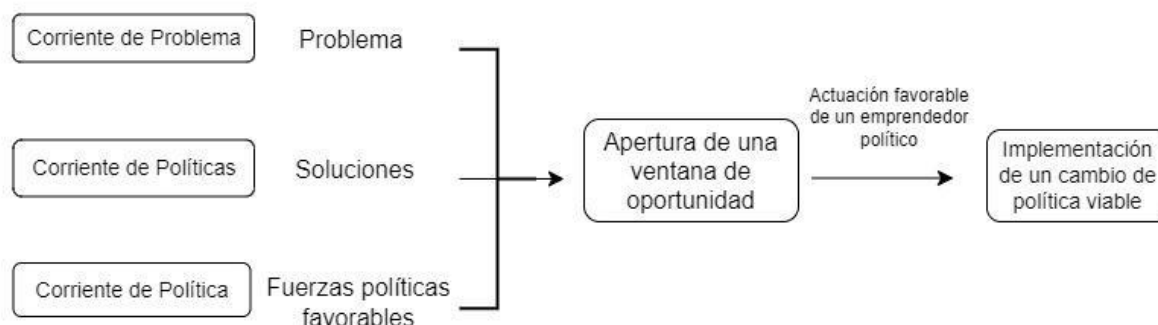 Corriente de Problema
Problema
Corriente de Políticas
Soluciones
Corriente de Política
Fuerzas políticas
favorables
Apertura de una
ventana de
oportunidad
Actuación favorable
de un emprendedor
político
Implementación
de un cambio de
política viable